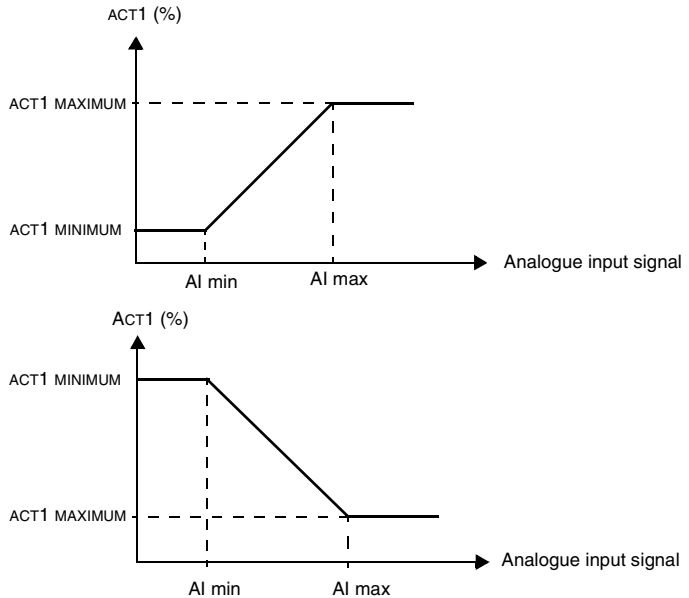 ACT1 (%)
ACT1 MAXIMUM
ACT1 MINIMUM
Analogue input signal
AI min
AI max
ACT1 (%)
ACT1 MINIMUM
ACT1 MAXIMUM
Analogue input signal
AI min
AI max